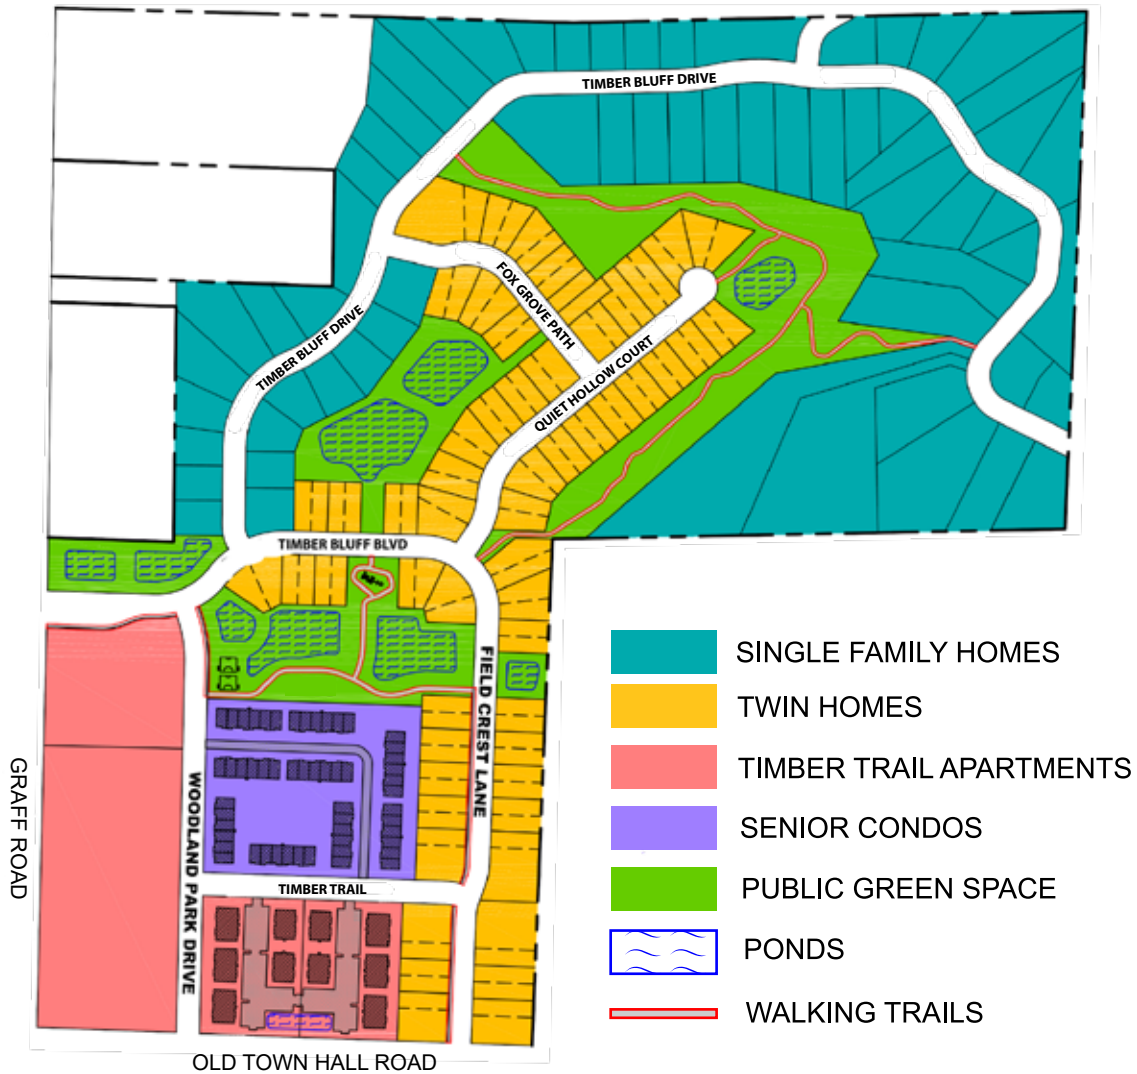 TIMBER BLUFF DRIVE
FOX GROVE PATH
TIMBER BLUFF DRIVE
QUIET HOLLOW COURT
TIMBER BLUFF BLVD
FIELD CREST LANE
WOODLAND PARK DRIVE
GRAFF ROAD
TIMBER TRAIL
OLD TOWN HALL ROAD
SINGLE FAMILY HOMES
TWIN HOMES
TIMBER TRAIL APARTMENTS
SENIOR CONDOS
PUBLIC GREEN SPACE
PONDS
WALKING TRAILS